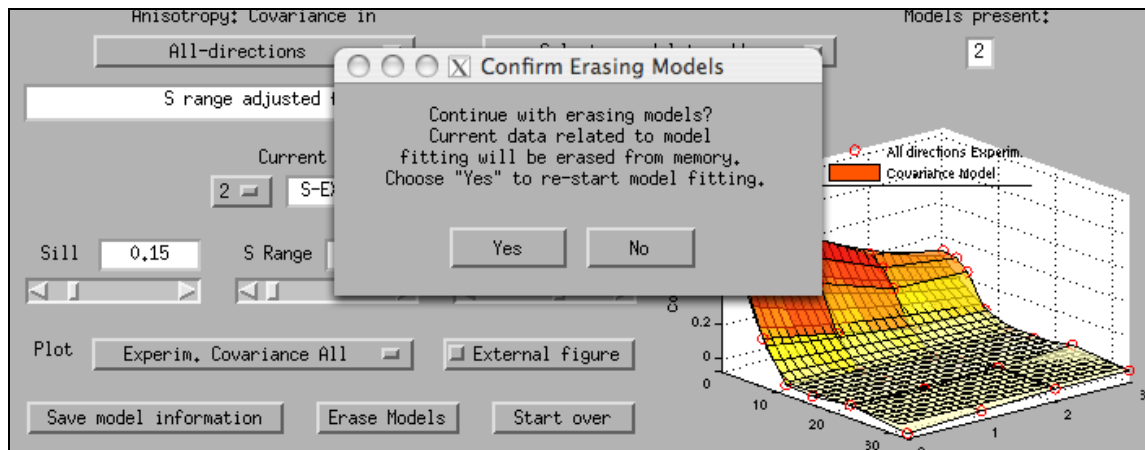 Anisotropy: Covariance in
Models present:
All-directions
2
Confirm Erasing Models
S range adjusted
Continue with erasing models?
Current data related to model
fitting will be erased from memory.
Choose "Yes" to re-start model fitting.
Yes
No
Current
2
Sill
0.15
S Range
All directions Experim.
Covariance Model
0.2
0
0
10
20
30
1
2
Plot
Experim. Covariance All
External figure
Save model information
Erase Models
Start over